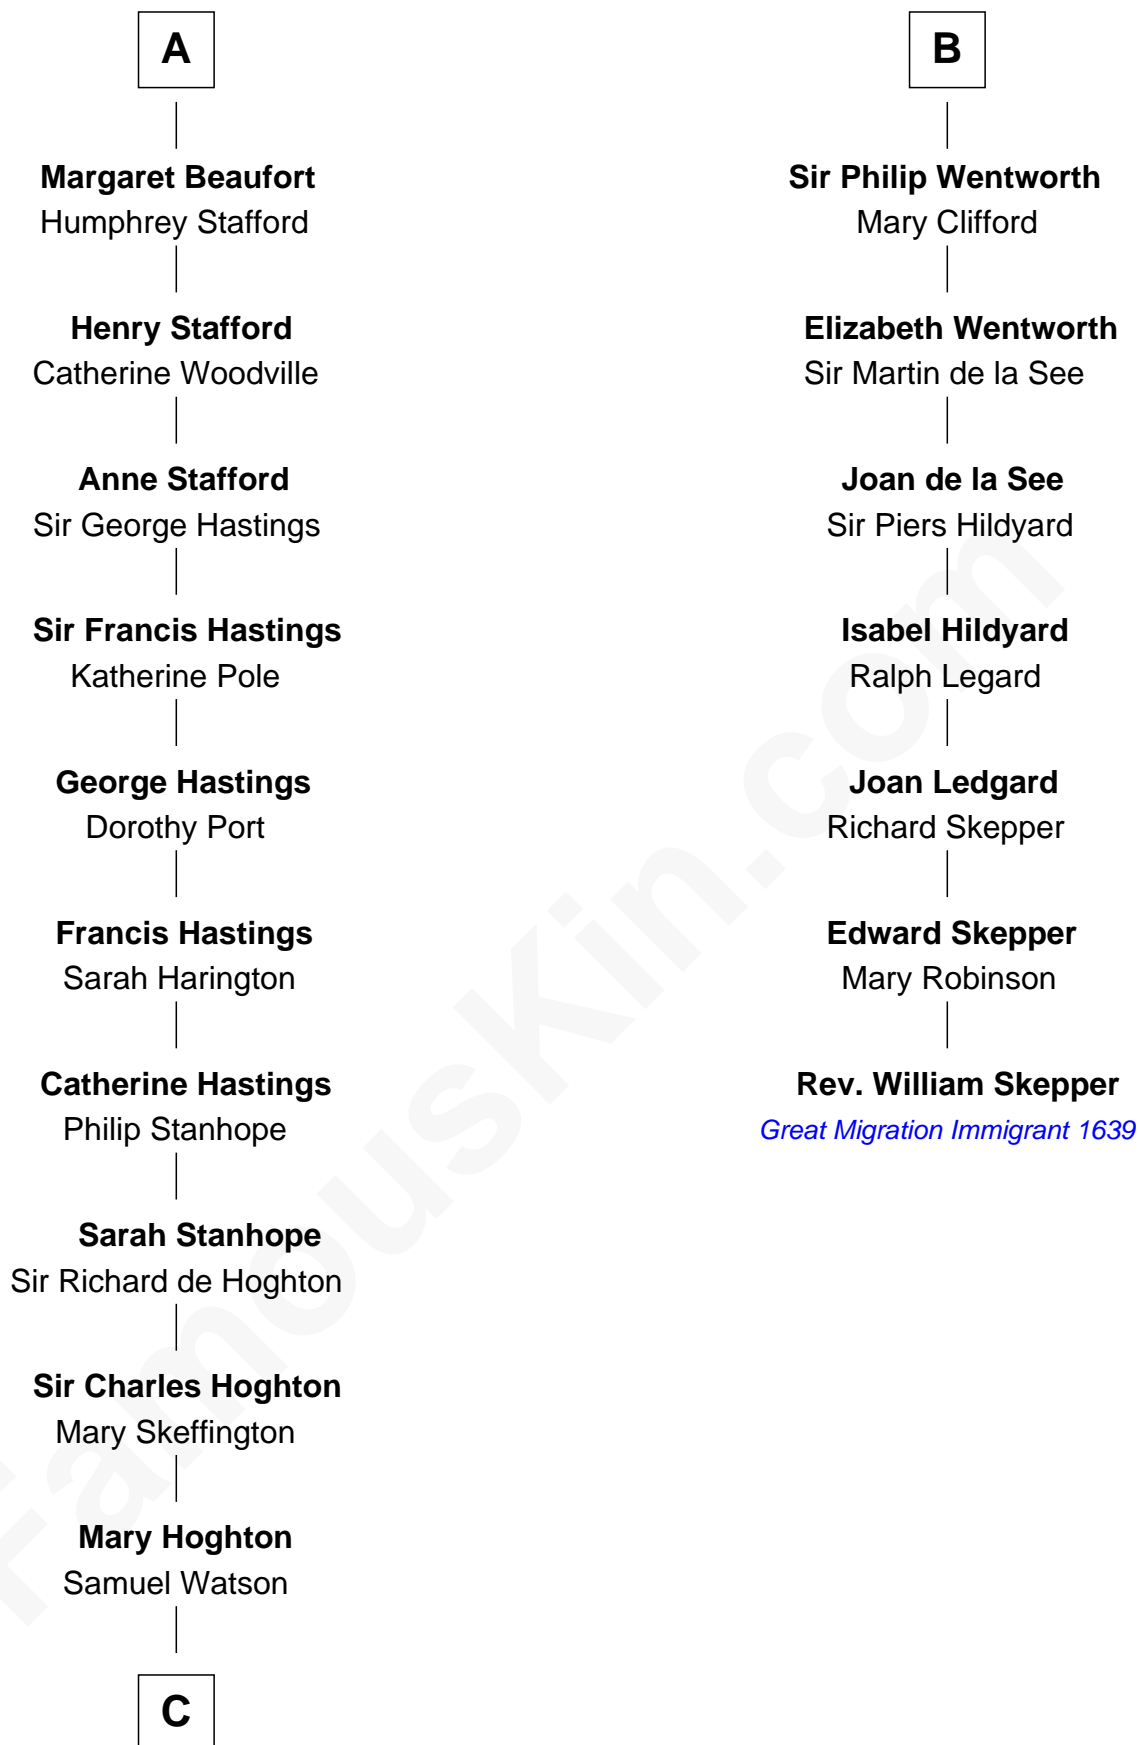 A
Margaret Beaufort
Humphrey Stafford
Henry Stafford
Catherine Woodville
Anne Stafford
Sir George Hastings
Sir Francis Hastings
Katherine Pole
George Hastings
Dorothy Port
Francis Hastings
Sarah Harington
Catherine Hastings
Philip Stanhope
Sarah Stanhope
Sir Richard de Hoghton
Sir Charles Hoghton
Mary Skeffington
Mary Hoghton
Samuel Watson
C
B
Sir Philip Wentworth
Mary Clifford
Elizabeth Wentworth
Sir Martin de la See
Joan de la See
Sir Piers Hildyard
Isabel Hildyard
Ralph Legard
Joan Ledgard
Richard Skepper
Edward Skepper
Mary Robinson
Rev. William Skepper
Great Migration Immigrant 1639
FamousKin.com